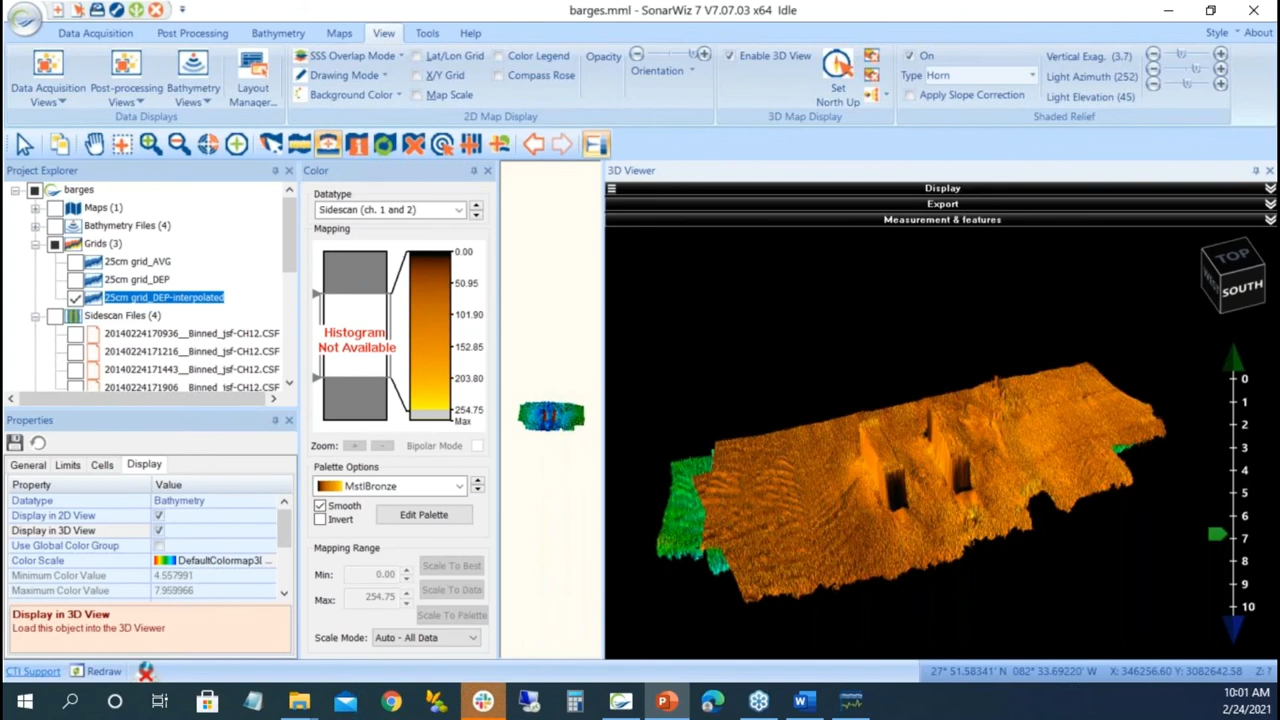 barges.mml - SonarWiz 7 V7.07.03 x64 Idle
Data Acquisition Post Processing Bathymetry Maps View Tools Help Style About
Data Acquisition Views Post-processing Views Bathymetry Views Layout Manager...
Data Displays
SSS Overlap Mode Lat/Lon Grid Color Legend Opacity
Drawing Mode X/Y Grid Compass Rose Orientation
Background Color Map Scale
2D Map Display
Enable 3D View Set North Up
3D Map Display
On Vertical Exag. (3.7)
Type Horn Light Azimuth (252)
Apply Slope Correction Light Elevation (45)
Shaded Relief
Project Explorer
barges
Maps (1)
Bathymetry Files (4)
Grids (3)
25cm grid_AVG
25cm grid_DEP
25cm grid_DEP-interpolated
Sidescan Files (4)
20140224170936__Binned_jsf-CH12.CSF
20140224171216__Binned_jsf-CH12.CSF
20140224171443__Binned_jsf-CH12.CSF
20140224171906__Binned_jsf-CH12.CSF
Properties
General Limits Cells Display
Property Value
Datatype Bathymetry
Display in 2D View
Display in 3D View
Use Global Color Group
Color Scale DefaultColormap3l ...
Minimum Color Value 4.557991
Maximum Color Value 7.959966
Display in 3D View
Load this object into the 3D Viewer
Color
Datatype
Sidescan (ch. 1 and 2)
Mapping
0.00
50.95
101.90
152.85
203.80
254.75
Max
Histogram
Not Available
Zoom: + - Bipolar Mode
Palette Options
MstlBronze
Smooth
Invert
Edit Palette
Mapping Range
Scale To Best
Min: 0.00
Scale To Data
Max: 254.75
Scale To Palette
Scale Mode: Auto - All Data
3D Viewer
Display
Export
Measurement & features
TOP
WEST
SOUTH
0
1
2
3
4
5
6
7
8
9
10
CTI Support Redraw
27° 51.58341' N 082° 33.69220' W X: 346256.60 Y: 3082642.58 Z: ?
10:01 AM
2/24/2021